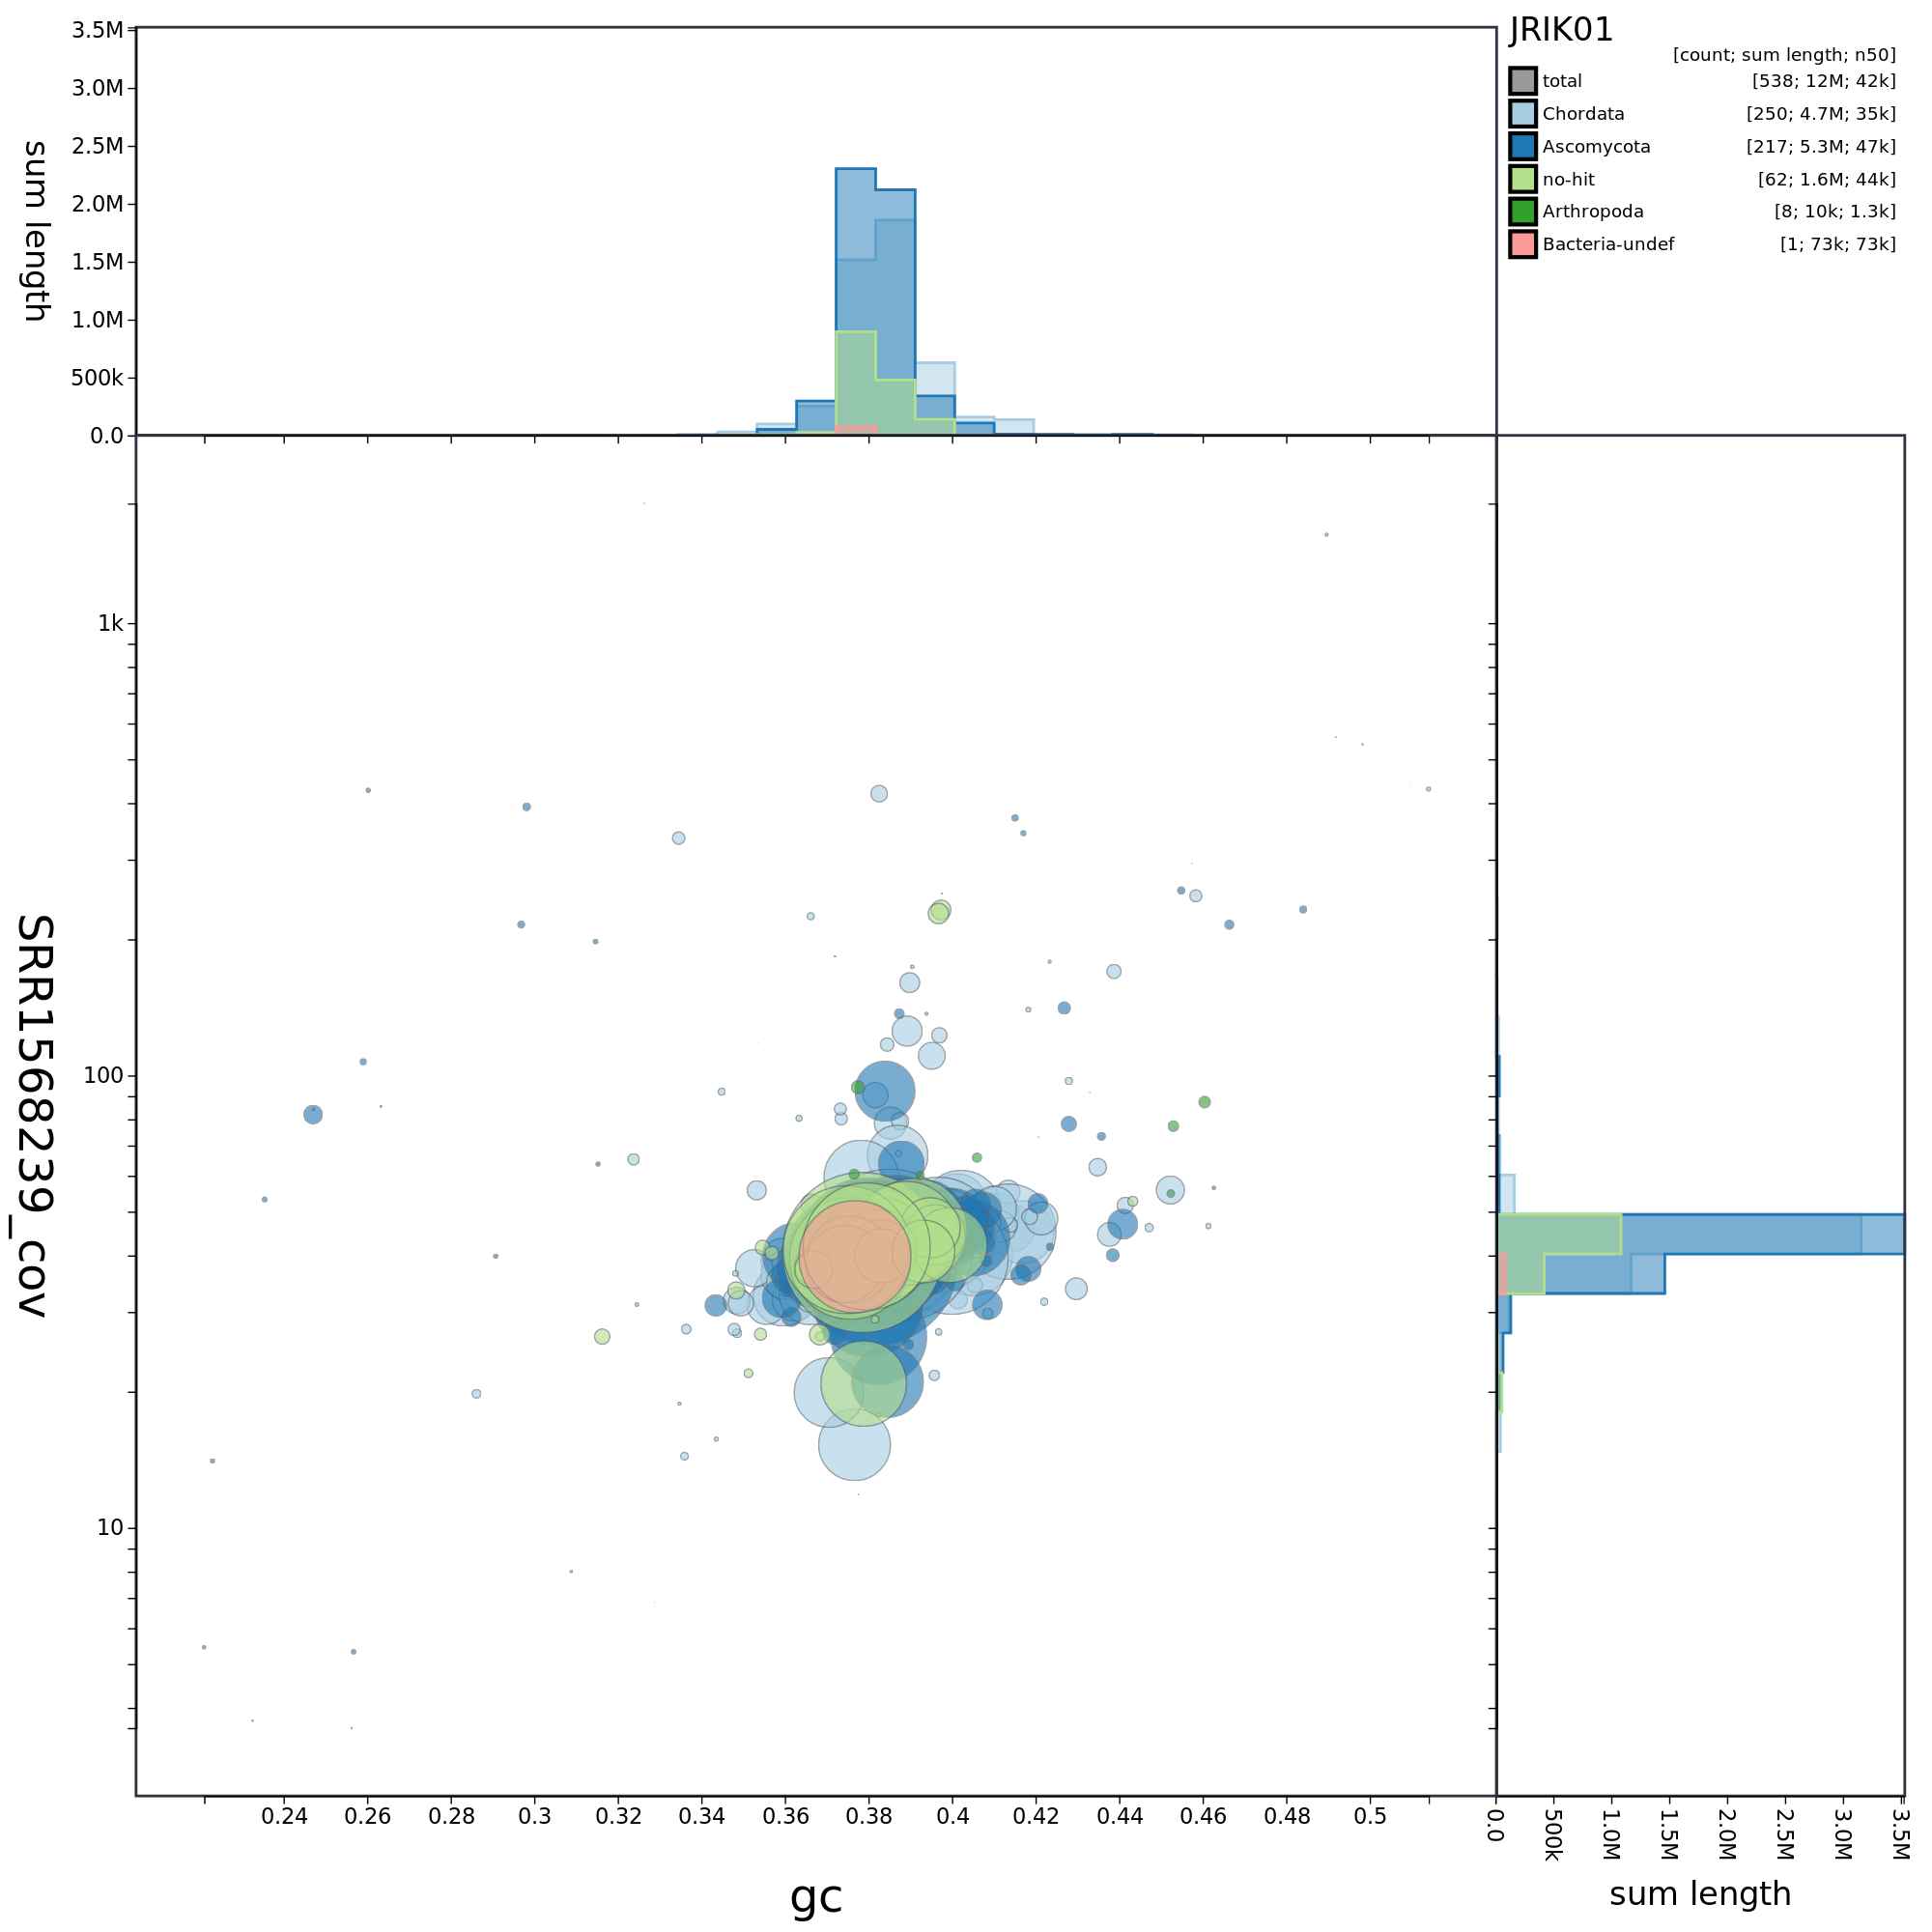 JRIK01
[count; sum length; n50]
total [538; 12M; 42k]
Chordata [250; 4.7M; 35k]
Ascomycota [217; 5.3M; 47k]
no-hit [62; 1.6M; 44k]
Arthropoda [8; 10k; 1.3k]
Bacteria-undef [1; 73k; 73k]
sum length
3.5M
3.0M
2.5M
2.0M
1.5M
1.0M
500k
0.0
SRR1568239_cov
1k
100
10
0.24 0.26 0.28 0.3 0.32 0.34 0.36 0.38 0.4 0.42 0.44 0.46 0.48 0.5
gc
0.0 500k 1.0M 1.5M 2.0M 2.5M 3.0M 3.5M
sum length